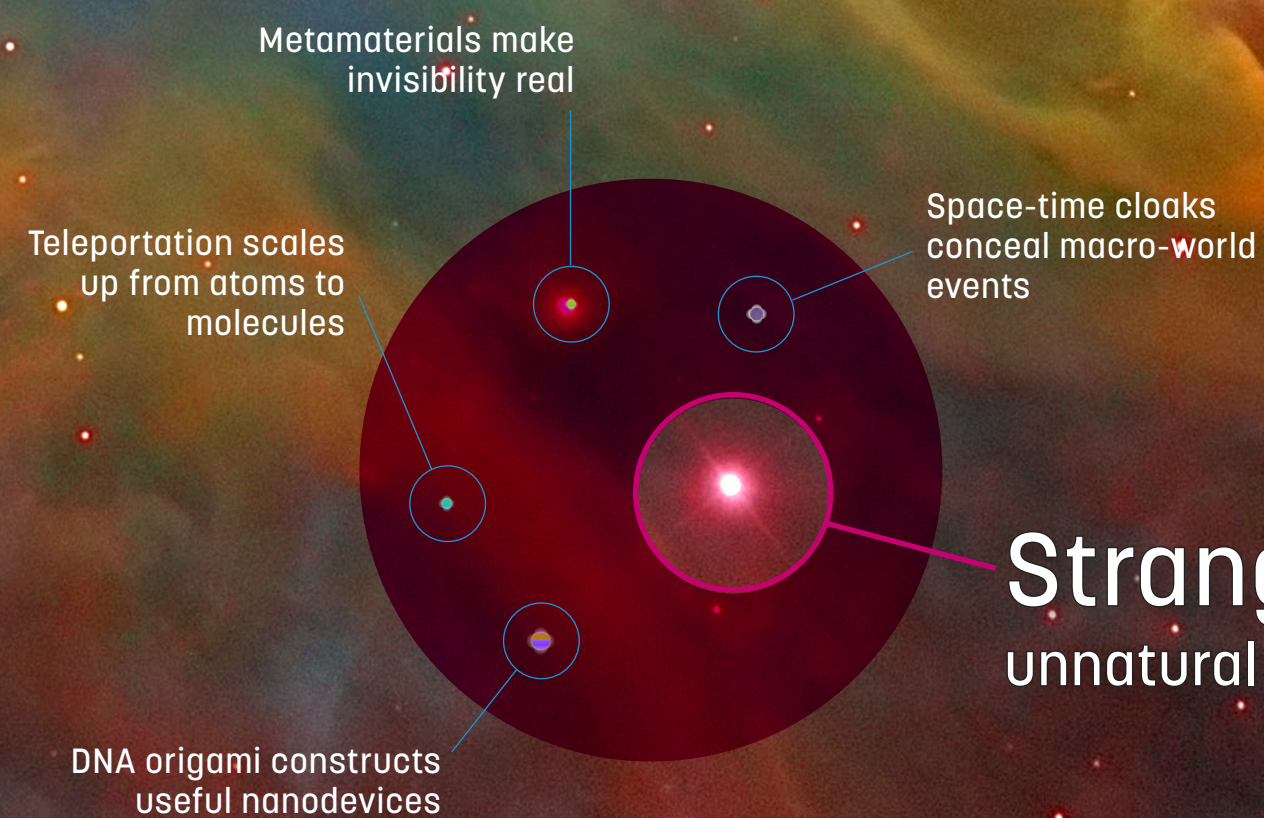 Metamaterials make
invisibility real
Space-time cloaks
conceal macro-world
events
Teleportation scales
up from atoms to
molecules
unnatural
DNA origami constructs
useful nanodevices